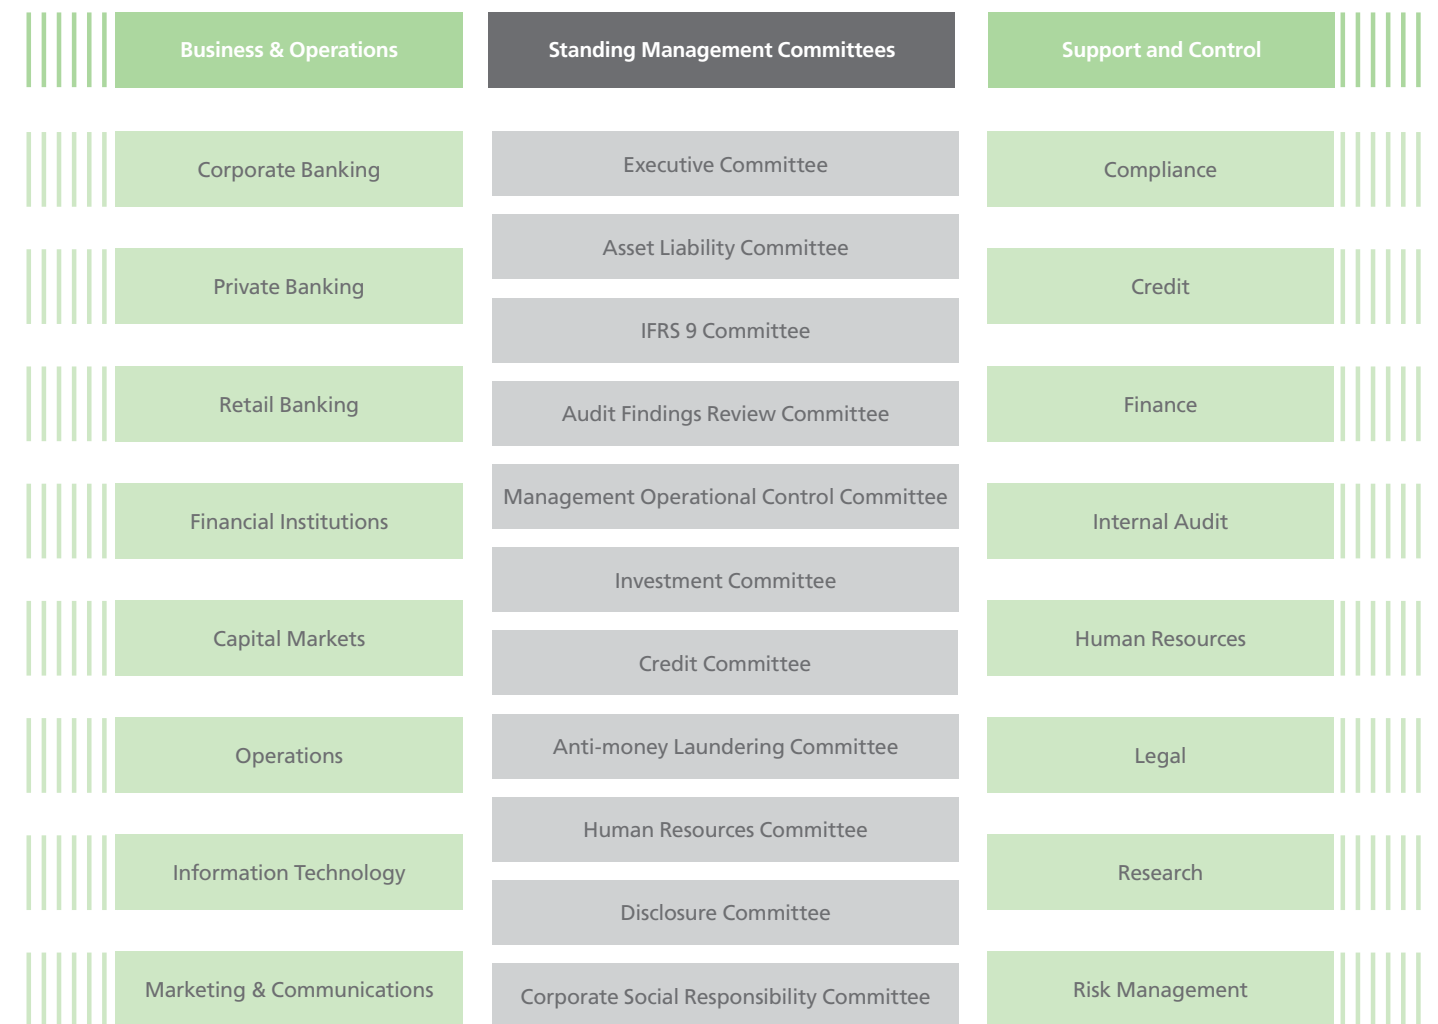 Business & Operations
Standing Management Committees
Support and Control
Corporate Banking
Private Banking
Retail Banking
Financial Institutions
Capital Markets
Operations
Information Technology
Marketing & Communications
Executive Committee
Asset Liability Committee
IFRS 9 Committee
Audit Findings Review Committee
Management Operational Control Committee
Investment Committee
Credit Committee
Anti-money Laundering Committee
Human Resources Committee
Disclosure Committee
Corporate Social Responsibility Committee
Compliance
Credit
Finance
Internal Audit
Human Resources
Legal
Research
Risk Management